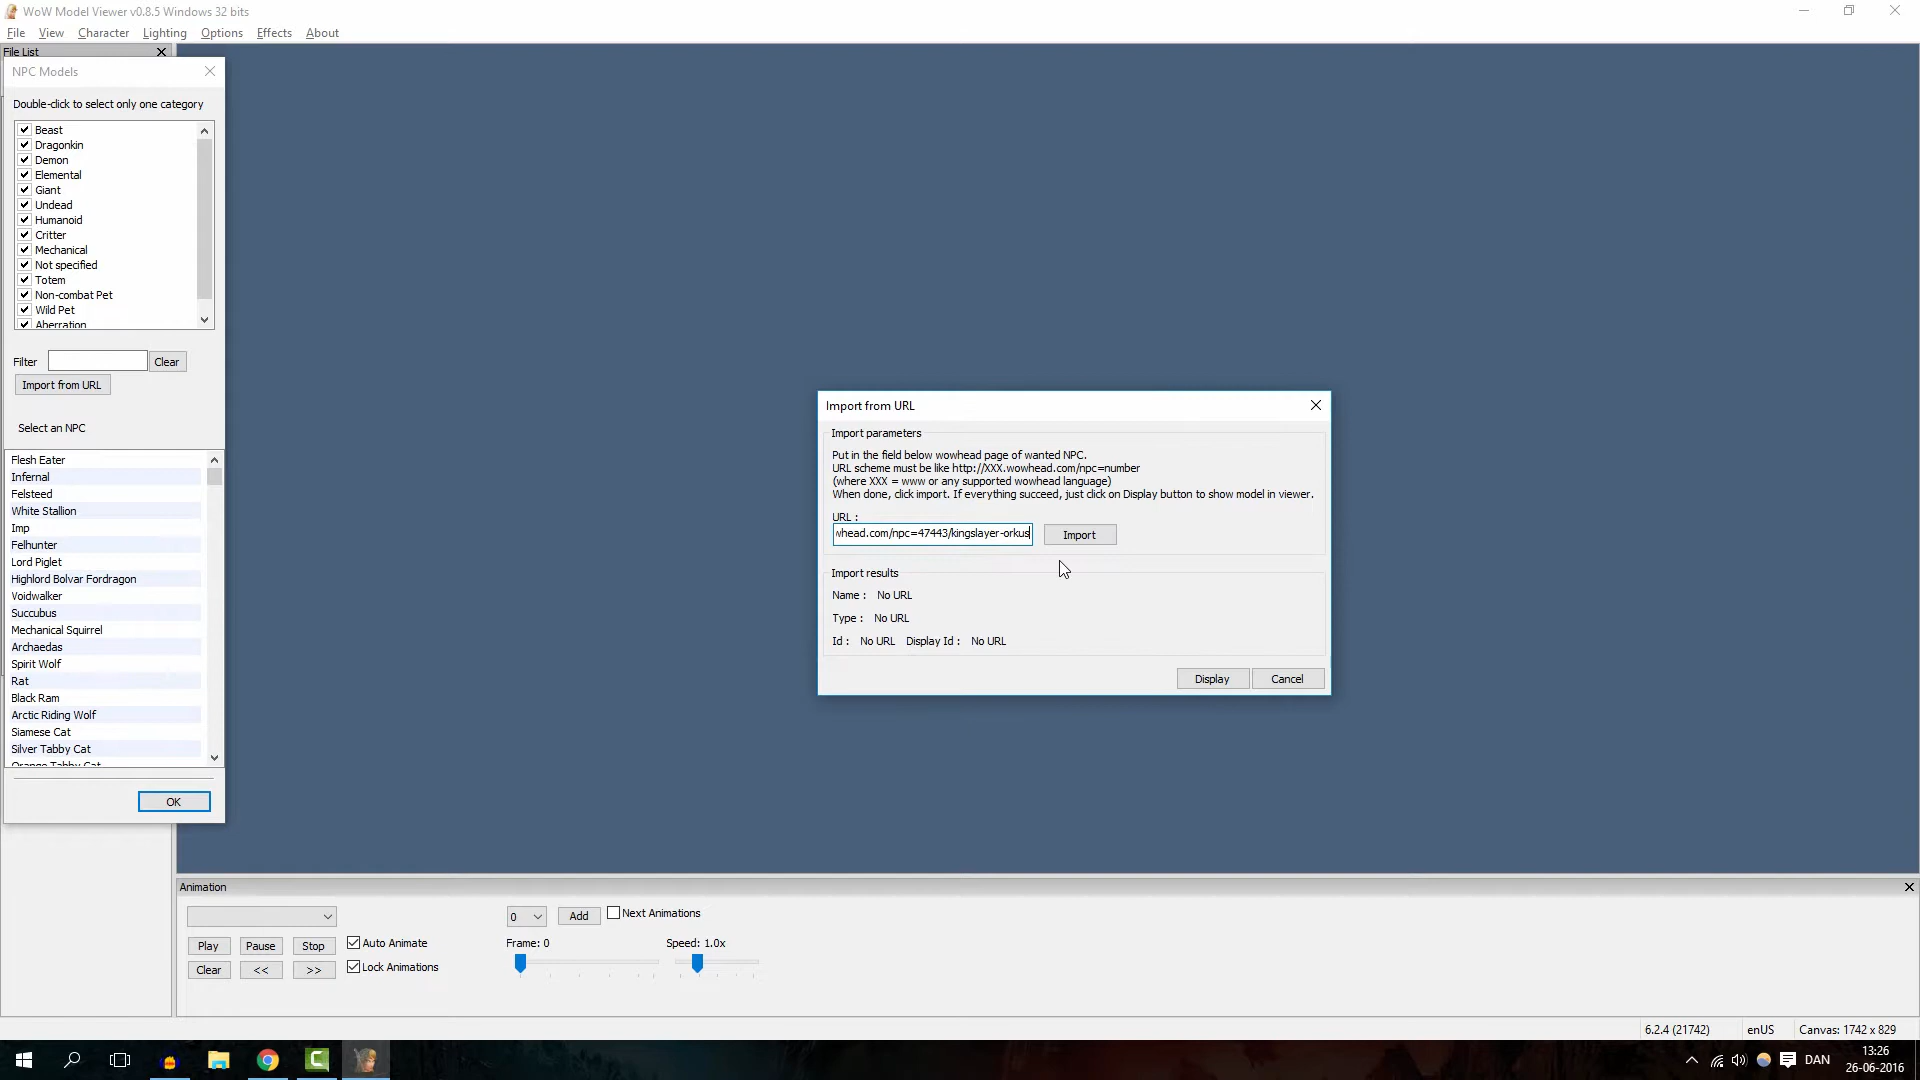 WoW Model Viewer v0.8.5 Windows 32 bits
File View Character Lighting Options Effects About
File List
NPC Models
Double-click to select only one category
Beast
Dragonkin
Demon
Elemental
Giant
Undead
Humanoid
Critter
Mechanical
Not specified
Totem
Non-combat Pet
Wild Pet
Aberration
Filter Clear
Import from URL
Select an NPC
Flesh Eater
Infernal
Felsteed
White Stallion
Imp
Felhunter
Lord Piglet
Highlord Bolvar Fordragon
Voidwalker
Succubus
Mechanical Squirrel
Archaedas
Spirit Wolf
Rat
Black Ram
Arctic Riding Wolf
Siamese Cat
Silver Tabby Cat
Orange Tabby Cat
OK
Import from URL
Import parameters
Put in the field below wowhead page of wanted NPC.
URL scheme must be like http://XXX.wowhead.com/npc=number
(where XXX = www or any supported wowhead language)
When done, click import. If everything succeed, just click on Display button to show model in viewer.
URL :
whead.com/npc=47443/kingslayer-orkus Import
Import results
Name : No URL
Type : No URL
Id : No URL Display Id : No URL
Display Cancel
Animation
0 Add Next Animations
Play Pause Stop Auto Animate Frame: 0 Speed: 1.0x
Clear << >> Lock Animations
6.2.4 (21742) enUS Canvas: 1742 x 829
DAN
13:26
26-06-2016